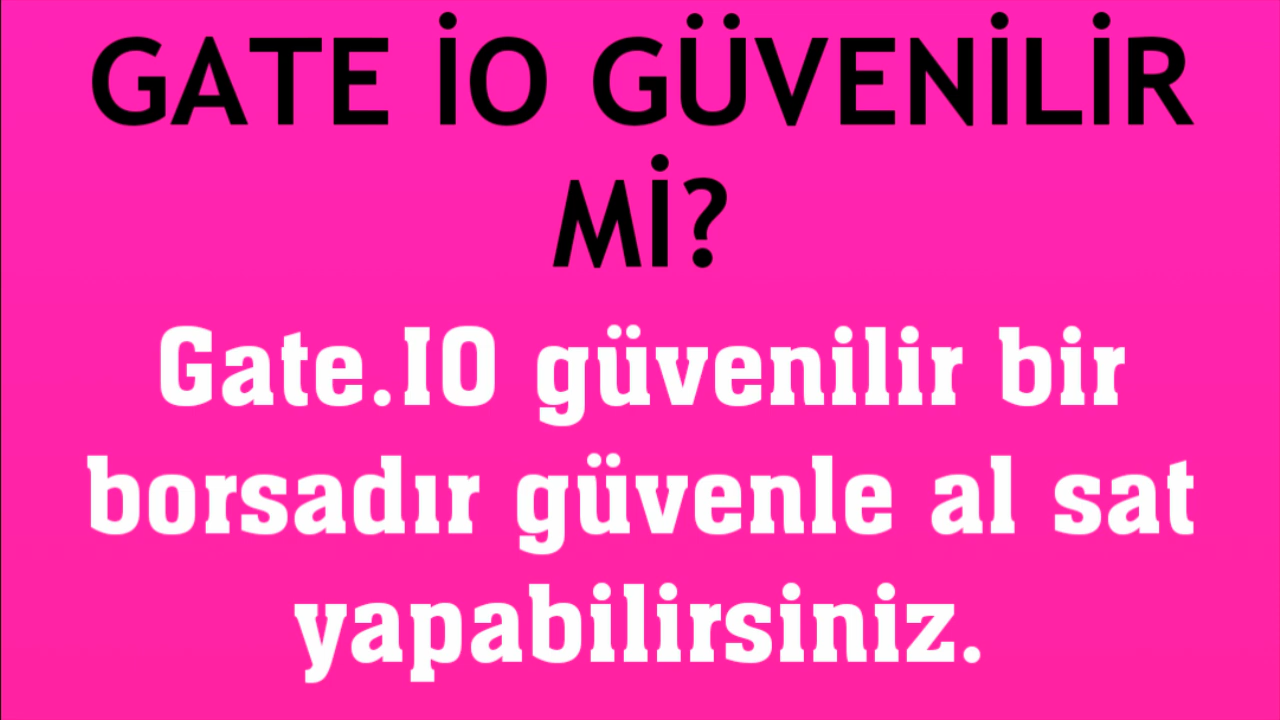 GATE İO GÜVENİLİR
Mİ?
Gate.IO güvenilir bir
borsadır güvenle al sat
yapabilirsiniz.